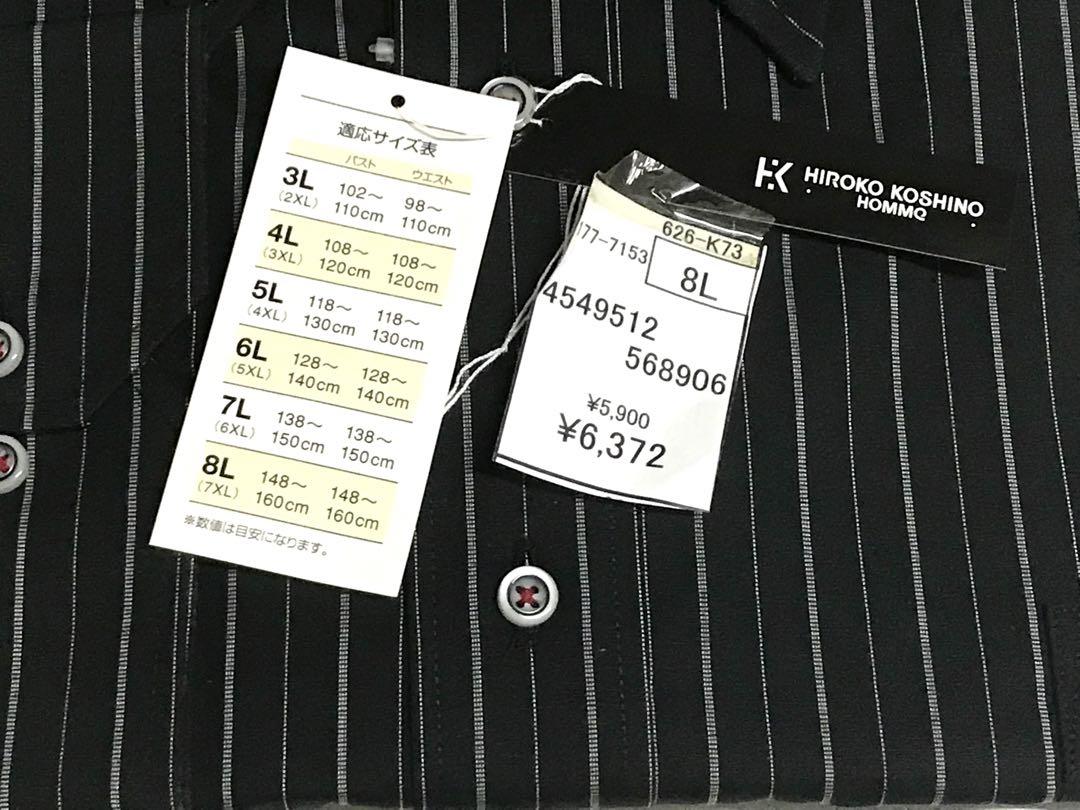 適応サイズ表
バスト ウエスト
3L (2XL) 102～110cm 98～110cm
4L (3XL) 108～120cm 108～120cm
5L (4XL) 118～130cm 118～130cm
6L (5XL) 128～140cm 128～140cm
7L (6XL) 138～150cm 138～150cm
8L (7XL) 148～160cm 148～160cm
※数値は目安になります。
HK HIROKO KOSHINO
HOMME
626-K73
177-7153
8L
4549512
568906
¥5,900
¥6,372